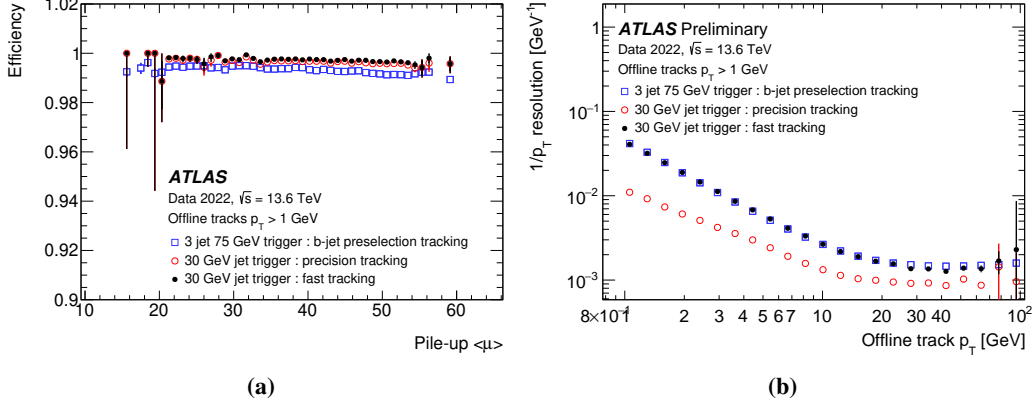 Efficiency
1.02
1
0.98
0.96
0.94
0.92
0.9
ATLAS
Data 2022, √s = 13.6 TeV
Offline tracks p_T > 1 GeV
3 jet 75 GeV trigger : b-jet preselection tracking
30 GeV jet trigger : precision tracking
30 GeV jet trigger : fast tracking
10 20 30 40 50 60
Pile-up <μ>
(a)
1/p_T resolution [GeV⁻¹]
1
10⁻¹
10⁻²
10⁻³
ATLAS Preliminary
Data 2022, √s = 13.6 TeV
Offline tracks p_T > 1 GeV
3 jet 75 GeV trigger : b-jet preselection tracking
30 GeV jet trigger : precision tracking
30 GeV jet trigger : fast tracking
2 3 4 5 6 7 10 20 30 40 10²
Offline track p_T [GeV]
(b)